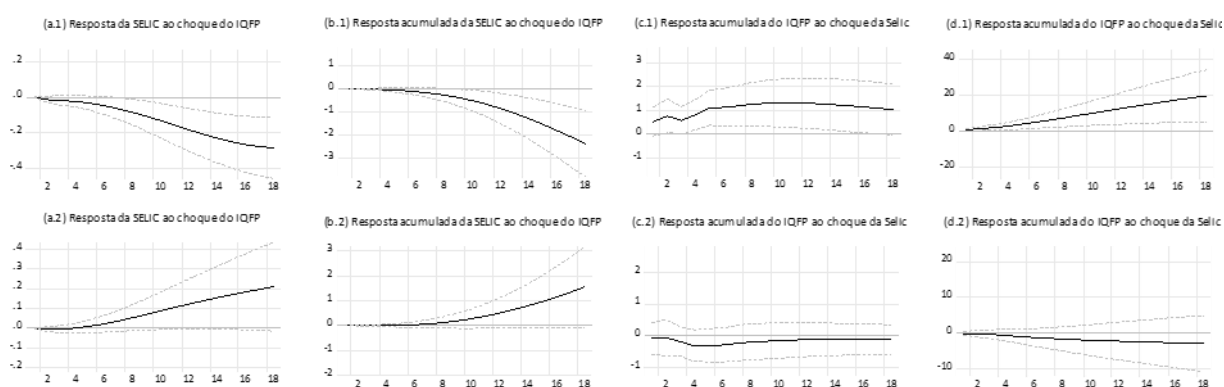 (a.1) Resposta da SELIC ao choque do IQFP
(b.1) Resposta acumulada da SELIC ao choque do IQFP
(c.1) Resposta acumulada do IQFP ao choque da Selic
(d.1) Resposta acumulada do IQFP ao choque da Selic
.2
.0
-.2
-.4
2 4 6 8 10 12 14 16 18
1
0
-1
-2
-3
2 4 6 8 10 12 14 16 18
3
2
1
0
-1
2 4 6 8 10 12 14 16 18
40
20
0
-20
2 4 6 8 10 12 14 16 18
(a.2) Resposta da SELIC ao choque do IQFP
(b.2) Resposta acumulada da SELIC ao choque do IQFP
(c.2) Resposta acumulada do IQFP ao choque da Selic
(d.2) Resposta acumulada do IQFP ao choque da Selic
.4
.3
.2
.1
.0
-.1
-.2
2 4 6 8 10 12 14 16 18
3
2
1
0
-1
-2
2 4 6 8 10 12 14 16 18
2
1
0
-1
2 4 6 8 10 12 14 16 18
20
10
0
-10
2 4 6 8 10 12 14 16 18